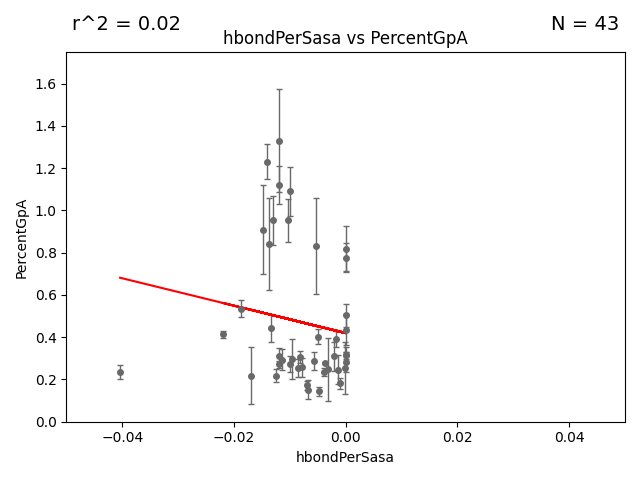 r^2 = 0.02
N = 43
hbondPerSasa vs PercentGpA
1.6
1.4
1.2
1.0
0.8
0.6
0.4
0.2
0.0
PercentGpA
−0.04
−0.02
0.00
0.02
0.04
hbondPerSasa